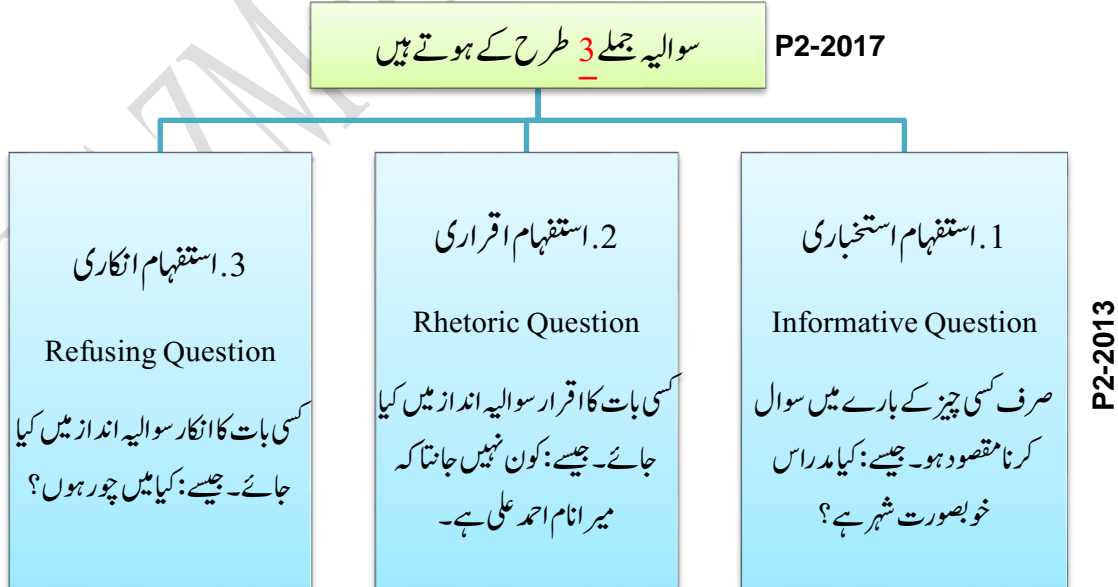 سوالیہ جملے 3 طرح کے ہوتے ہیں
P2-2017
1. استفہام استخباری
Informative Question
صرف کسی چیز کے بارے میں سوال
کرنا مقصود ہو۔ جیسے: کیا مدراس
خوبصورت شہر ہے؟
2. استفہام اقراری
Rhetoric Question
کسی بات کا اقرار سوالیہ انداز میں کیا
جائے۔ جیسے: کون نہیں جانتا کہ
میرا نام احمد علی ہے۔
3. استفہام انکاری
Refusing Question
کسی بات کا انکار سوالیہ انداز میں کیا
جائے۔ جیسے: کیا میں چور ہوں؟
P2-2013